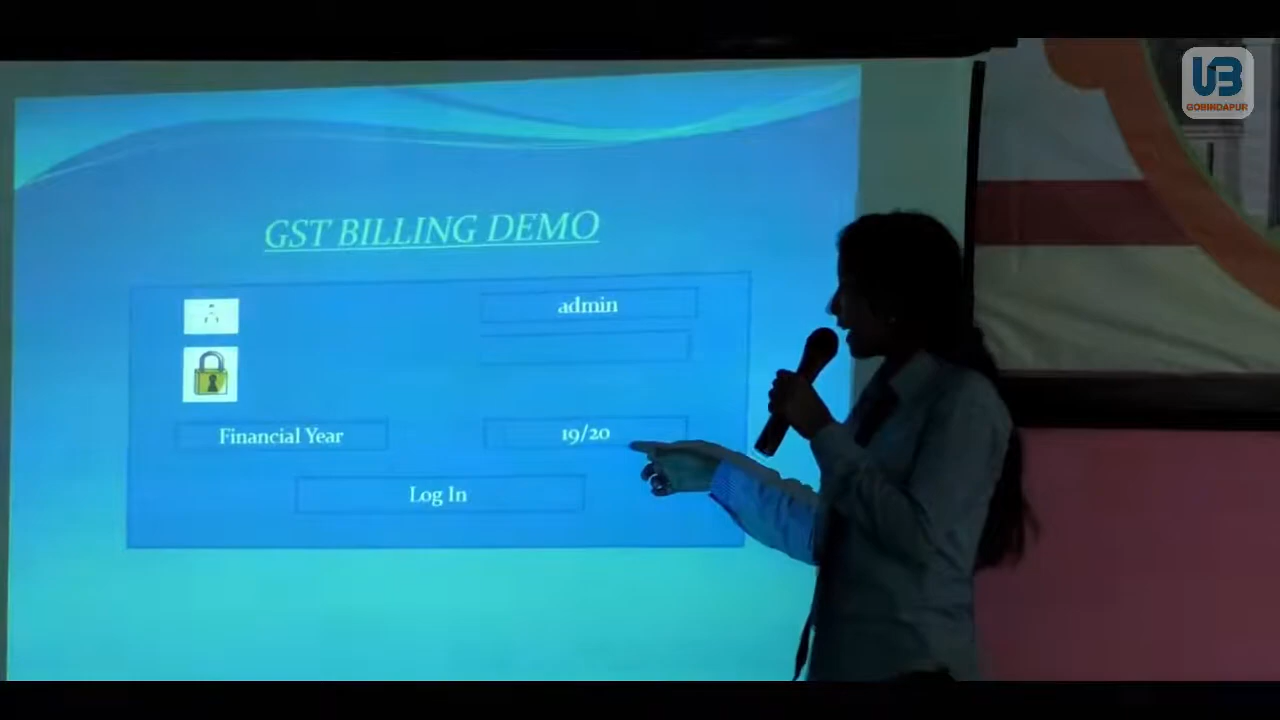 UB
GOBINDAPUR
GST BILLING DEMO
admin
Financial Year
19/20
Log In